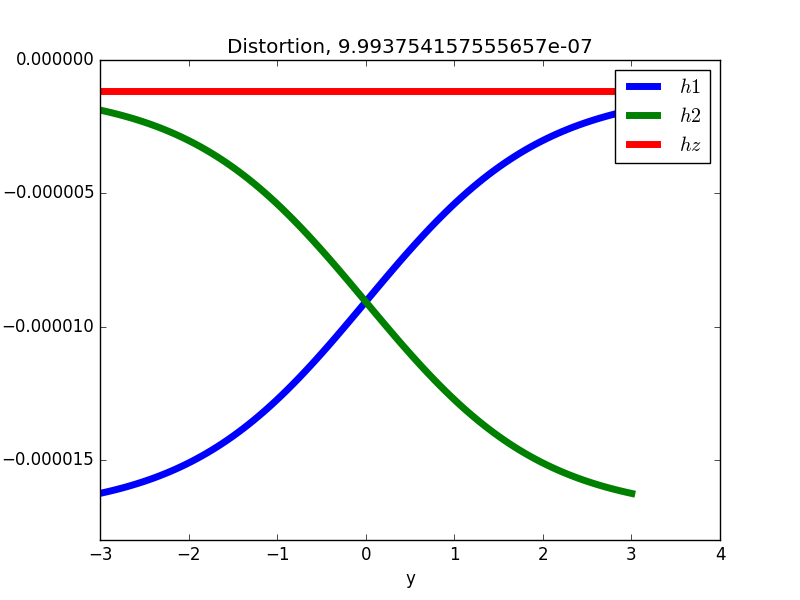 Distortion, 9.993754157555657e-07
0.000000
−0.000005
−0.000010
−0.000015
h1
h2
hz
−3 −2 −1 0 1 2 3 4
y